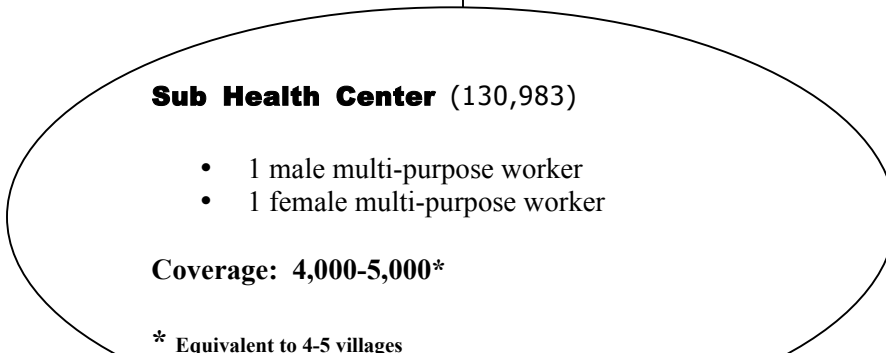 Sub Health Center (130,983)
• 1 male multi-purpose worker
• 1 female multi-purpose worker
Coverage: 4,000-5,000*
* Equivalent to 4-5 villages